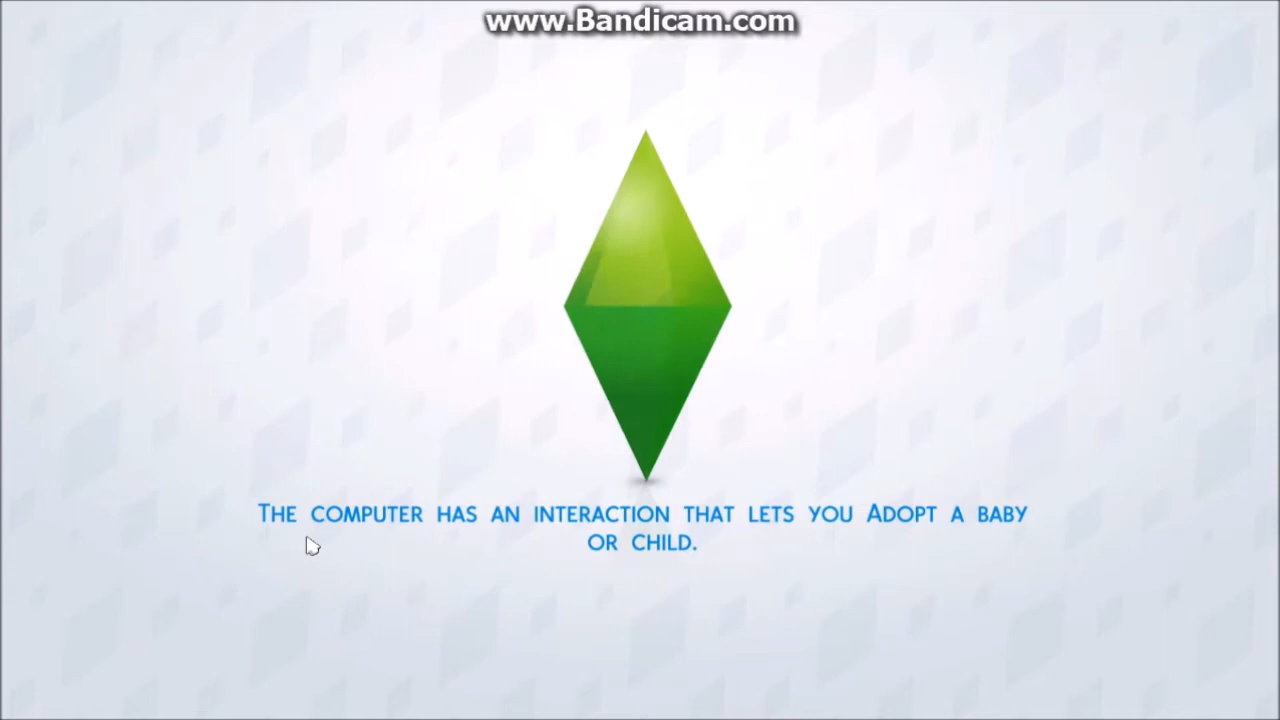 www.Bandicam.com
The computer has an interaction that lets you Adopt a baby
or child.